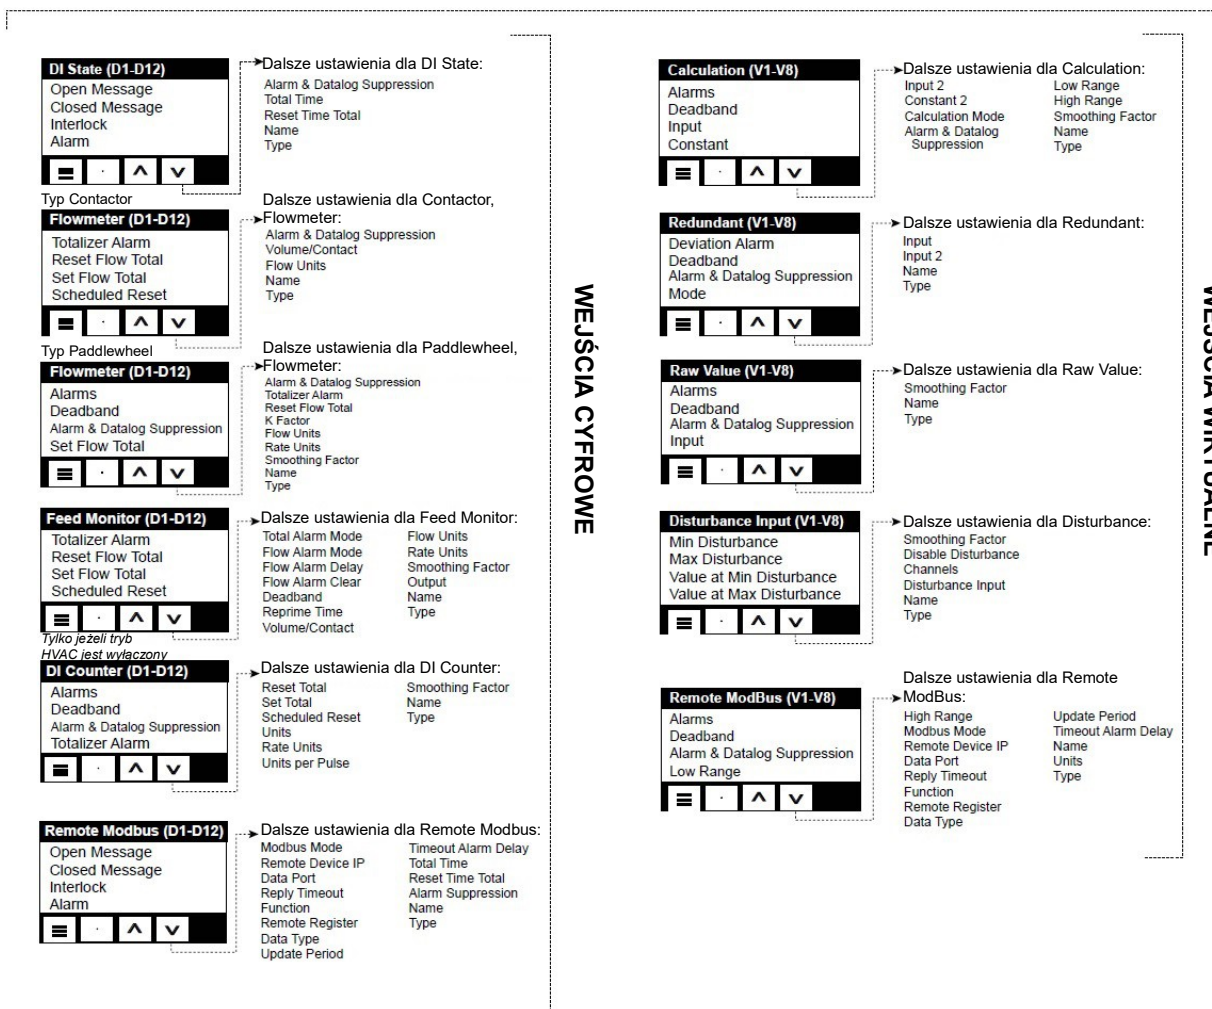 DI State (D1-D12)
Open Message
Closed Message
Interlock
Alarm
Dalsze ustawienia dla DI State:
Alarm & Datalog Suppression
Total Time
Reset Time Total
Name
Type
Typ Contactor
Flowmeter (D1-D12)
Totalizer Alarm
Reset Flow Total
Set Flow Total
Scheduled Reset
Dalsze ustawienia dla Contactor,
Flowmeter:
Alarm & Datalog Suppression
Volume/Contact
Flow Units
Name
Type
Typ Paddlewheel
Flowmeter (D1-D12)
Alarms
Deadband
Alarm & Datalog Suppression
Set Flow Total
Dalsze ustawienia dla Paddlewheel,
Flowmeter:
Alarm & Datalog Suppression
Totalizer Alarm
Reset Flow Total
K Factor
Flow Units
Rate Units
Smoothing Factor
Name
Type
Feed Monitor (D1-D12)
Totalizer Alarm
Reset Flow Total
Set Flow Total
Scheduled Reset
Dalsze ustawienia dla Feed Monitor:
Total Alarm Mode
Flow Alarm Mode
Flow Alarm Delay
Flow Alarm Clear
Deadband
Reprime Time
Volume/Contact
Flow Units
Rate Units
Smoothing Factor
Output
Name
Type
Tylko jeżeli tryb
HVAC jest wyłączony
DI Counter (D1-D12)
Alarms
Deadband
Alarm & Datalog Suppression
Totalizer Alarm
Dalsze ustawienia dla DI Counter:
Reset Total
Set Total
Scheduled Reset
Units
Rate Units
Units per Pulse
Smoothing Factor
Name
Type
Remote Modbus (D1-D12)
Open Message
Closed Message
Interlock
Alarm
Dalsze ustawienia dla Remote Modbus:
Modbus Mode
Remote Device IP
Data Port
Reply Timeout
Function
Remote Register
Data Type
Update Period
Timeout Alarm Delay
Total Time
Reset Time Total
Alarm Suppression
Name
Type
WEJŚCIA CYFROWE
Calculation (V1-V8)
Alarms
Deadband
Input
Constant
Dalsze ustawienia dla Calculation:
Input 2
Constant 2
Calculation Mode
Alarm & Datalog
Suppression
Low Range
High Range
Smoothing Factor
Name
Type
Redundant (V1-V8)
Deviation Alarm
Deadband
Alarm & Datalog Suppression
Mode
Dalsze ustawienia dla Redundant:
Input
Input 2
Name
Type
Raw Value (V1-V8)
Alarms
Deadband
Alarm & Datalog Suppression
Input
Dalsze ustawienia dla Raw Value:
Smoothing Factor
Name
Type
Disturbance Input (V1-V8)
Min Disturbance
Max Disturbance
Value at Min Disturbance
Value at Max Disturbance
Dalsze ustawienia dla Disturbance:
Smoothing Factor
Disable Disturbance
Channels
Disturbance Input
Name
Type
Remote ModBus (V1-V8)
Alarms
Deadband
Alarm & Datalog Suppression
Low Range
Dalsze ustawienia dla Remote
ModBus:
High Range
Modbus Mode
Remote Device IP
Data Port
Reply Timeout
Function
Remote Register
Data Type
Update Period
Timeout Alarm Delay
Name
Units
Type
WEJŚCIA WIRTUALNE